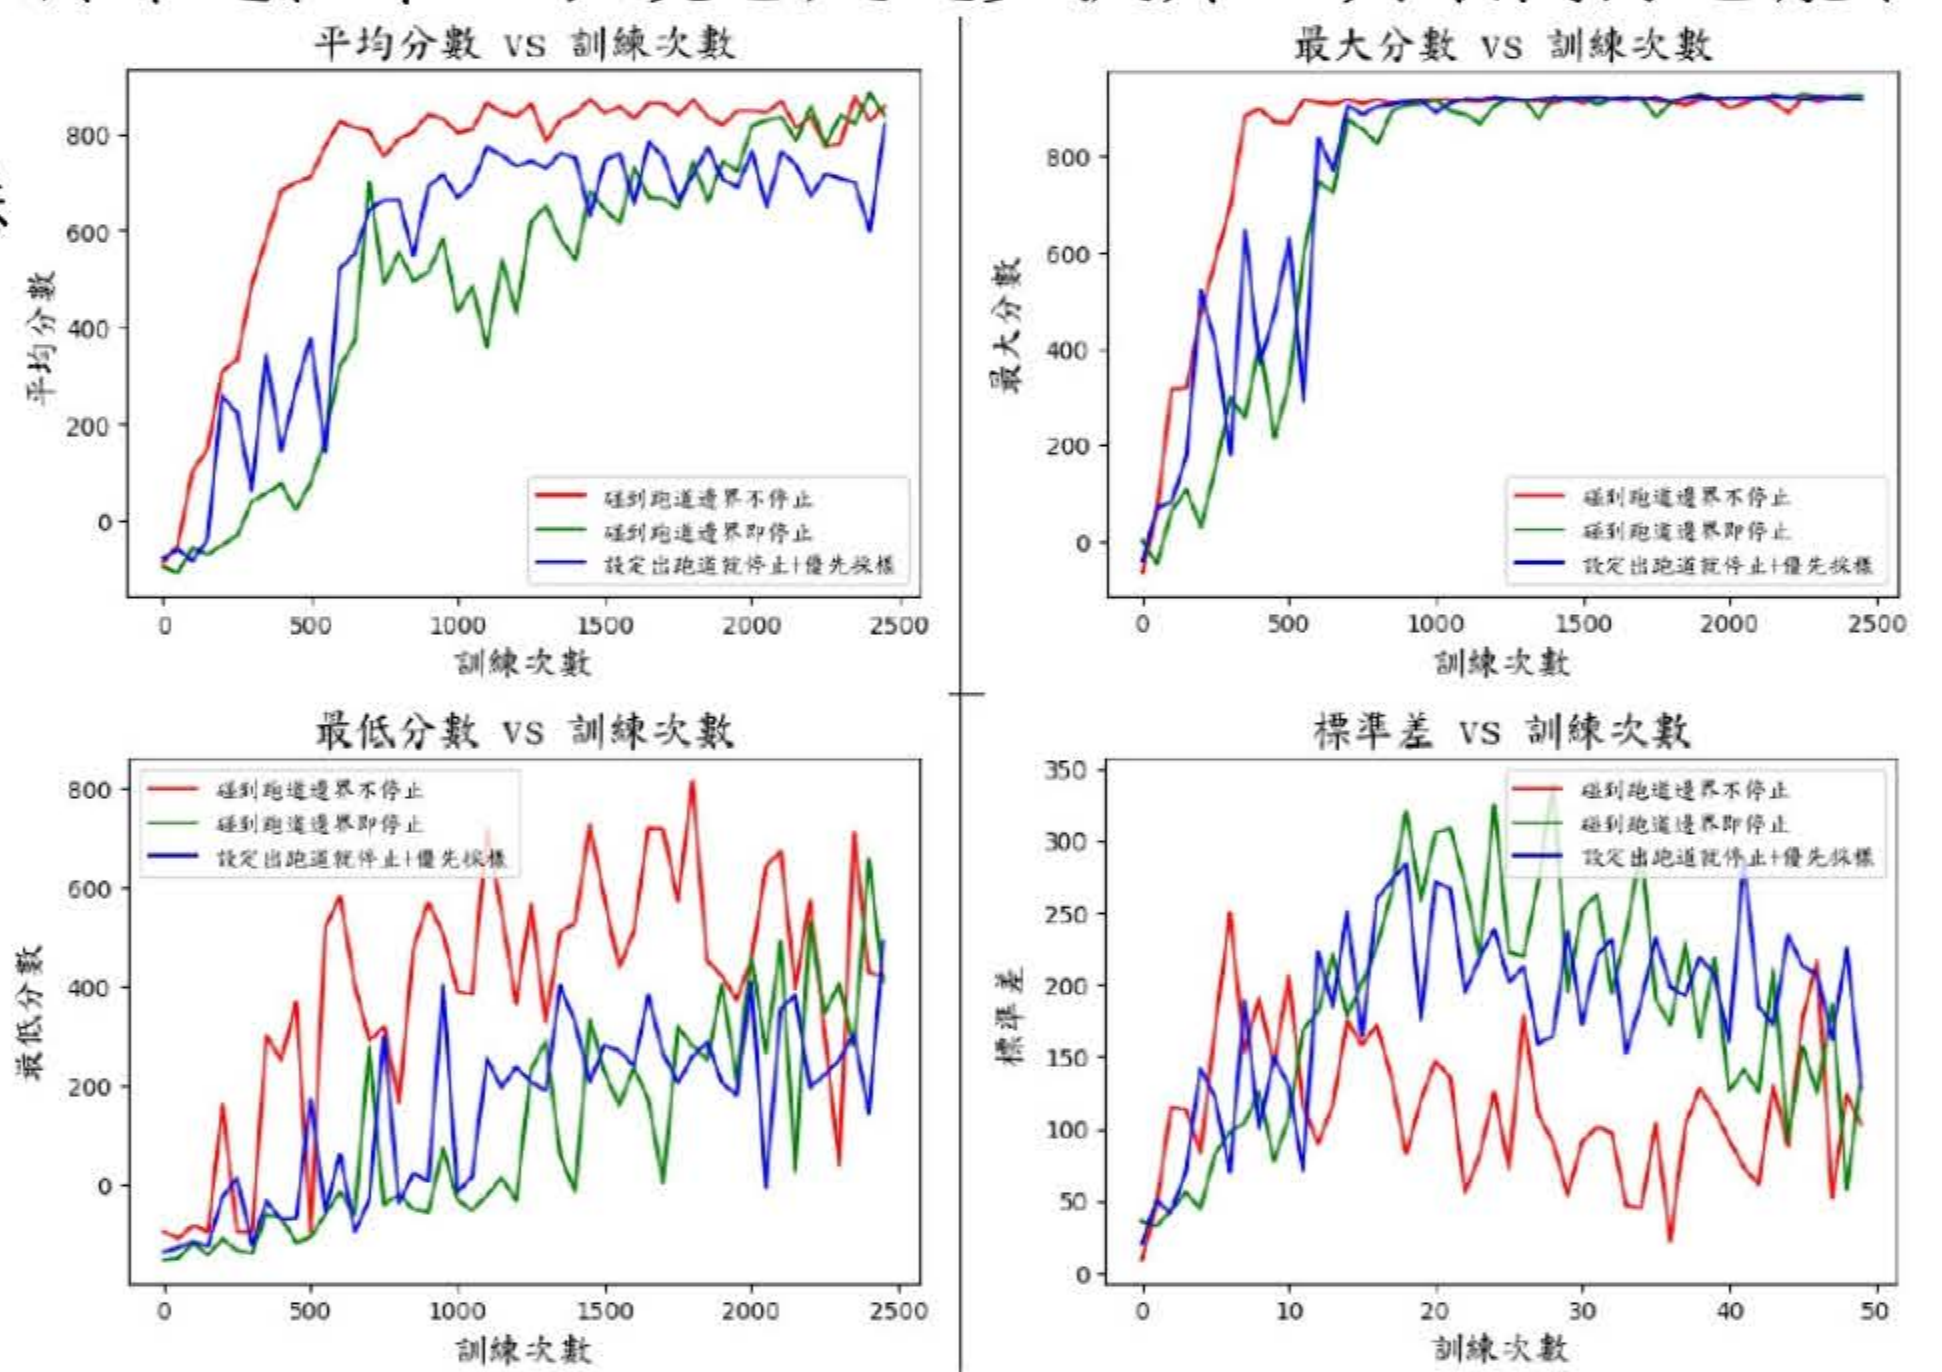 平均分數 vs 訓練次數
800
600
400
200
0
平均分數
碰到跑道邊界不停止
碰到跑道邊界即停止
設定出跑道就停止+優先採樣
0 500 1000 1500 2000 2500
訓練次數
最大分數 vs 訓練次數
800
600
400
200
0
最大分數
碰到跑道邊界不停止
碰到跑道邊界即停止
設定出跑道就停止+優先採樣
0 500 1000 1500 2000 2500
訓練次數
最低分數 vs 訓練次數
800
600
400
200
0
最低分數
碰到跑道邊界不停止
碰到跑道邊界即停止
設定出跑道就停止+優先採樣
0 500 1000 1500 2000 2500
訓練次數
標準差 vs 訓練次數
350
300
250
200
150
100
50
0
標準差
碰到跑道邊界不停止
碰到跑道邊界即停止
設定出跑道就停止+優先採樣
0 10 20 30 40 50
訓練次數